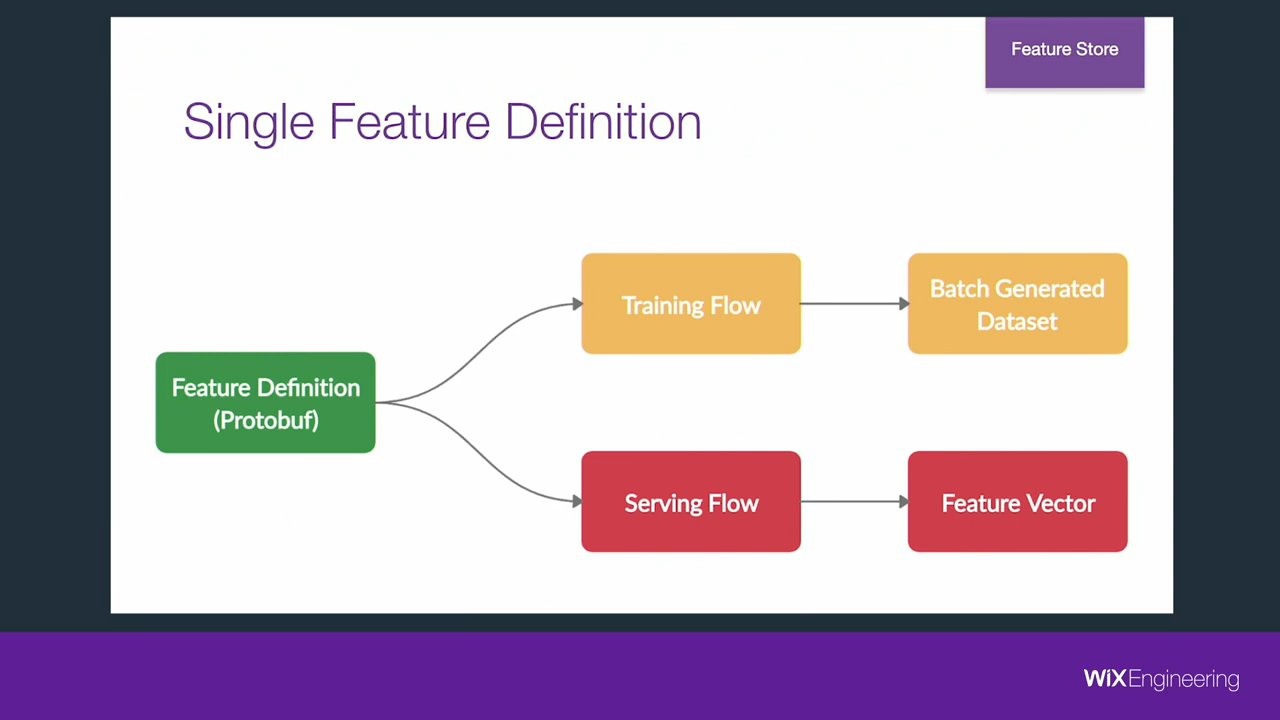 Feature Store
Single Feature Definition
Training Flow
Batch Generated
Dataset
Feature Definition
(Protobuf)
Serving Flow
Feature Vector
WiXEngineering